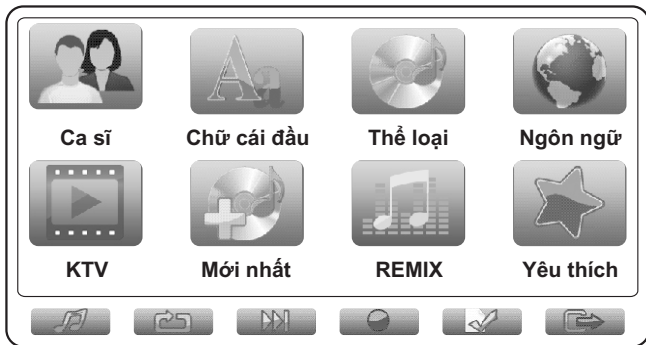 Ca sĩ Chữ cái đầu Thể loại Ngôn ngữ
KTV Mới nhất REMIX Yêu thích